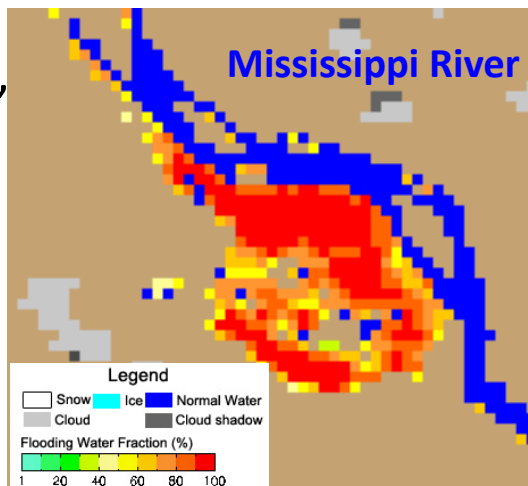 Mississippi River
,
Legend
Snow Ice Normal Water
Cloud Cloud shadow
Flooding Water Fraction (%)
1 20 40 60 80 100